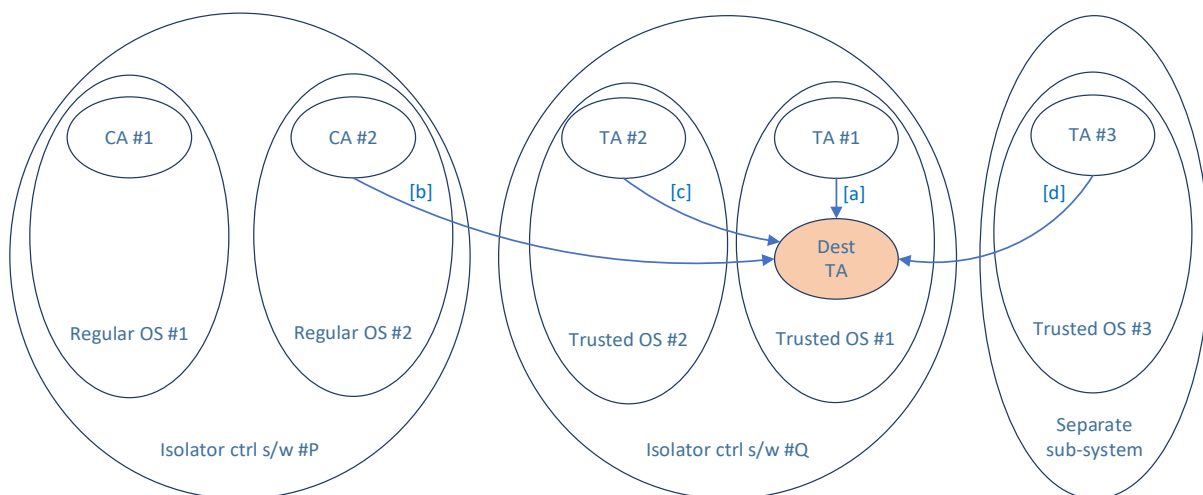 CA #1
CA #2
TA #2
TA #1
TA #3
[b]
[c]
[a]
[d]
Dest
TA
Regular OS #1
Regular OS #2
Trusted OS #2
Trusted OS #1
Trusted OS #3
Isolator ctrl s/w #P
Isolator ctrl s/w #Q
Separate
sub-system